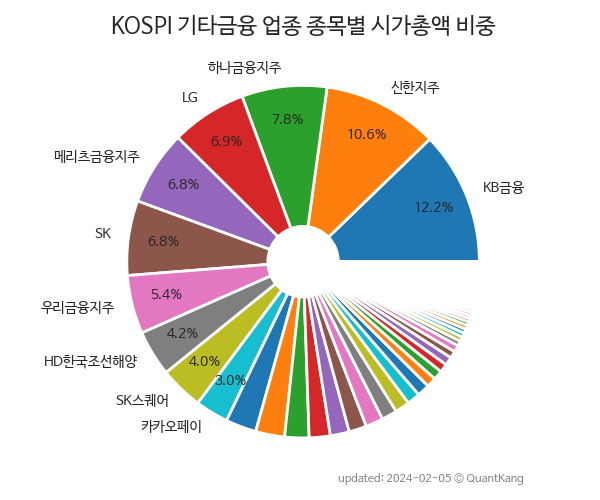 KOSPI 기타금융 업종 종목별 시가총액 비중
하나금융지주
신한지주
LG
7.8%
10.6%
6.9%
메리츠금융지주
6.8%
KB금융
12.2%
SK
6.8%
우리금융지주
5.4%
4.2%
HD한국조선해양
4.0%
3.0%
SK스퀘어
카카오페이
updated: 2024-02-05 © QuantKang